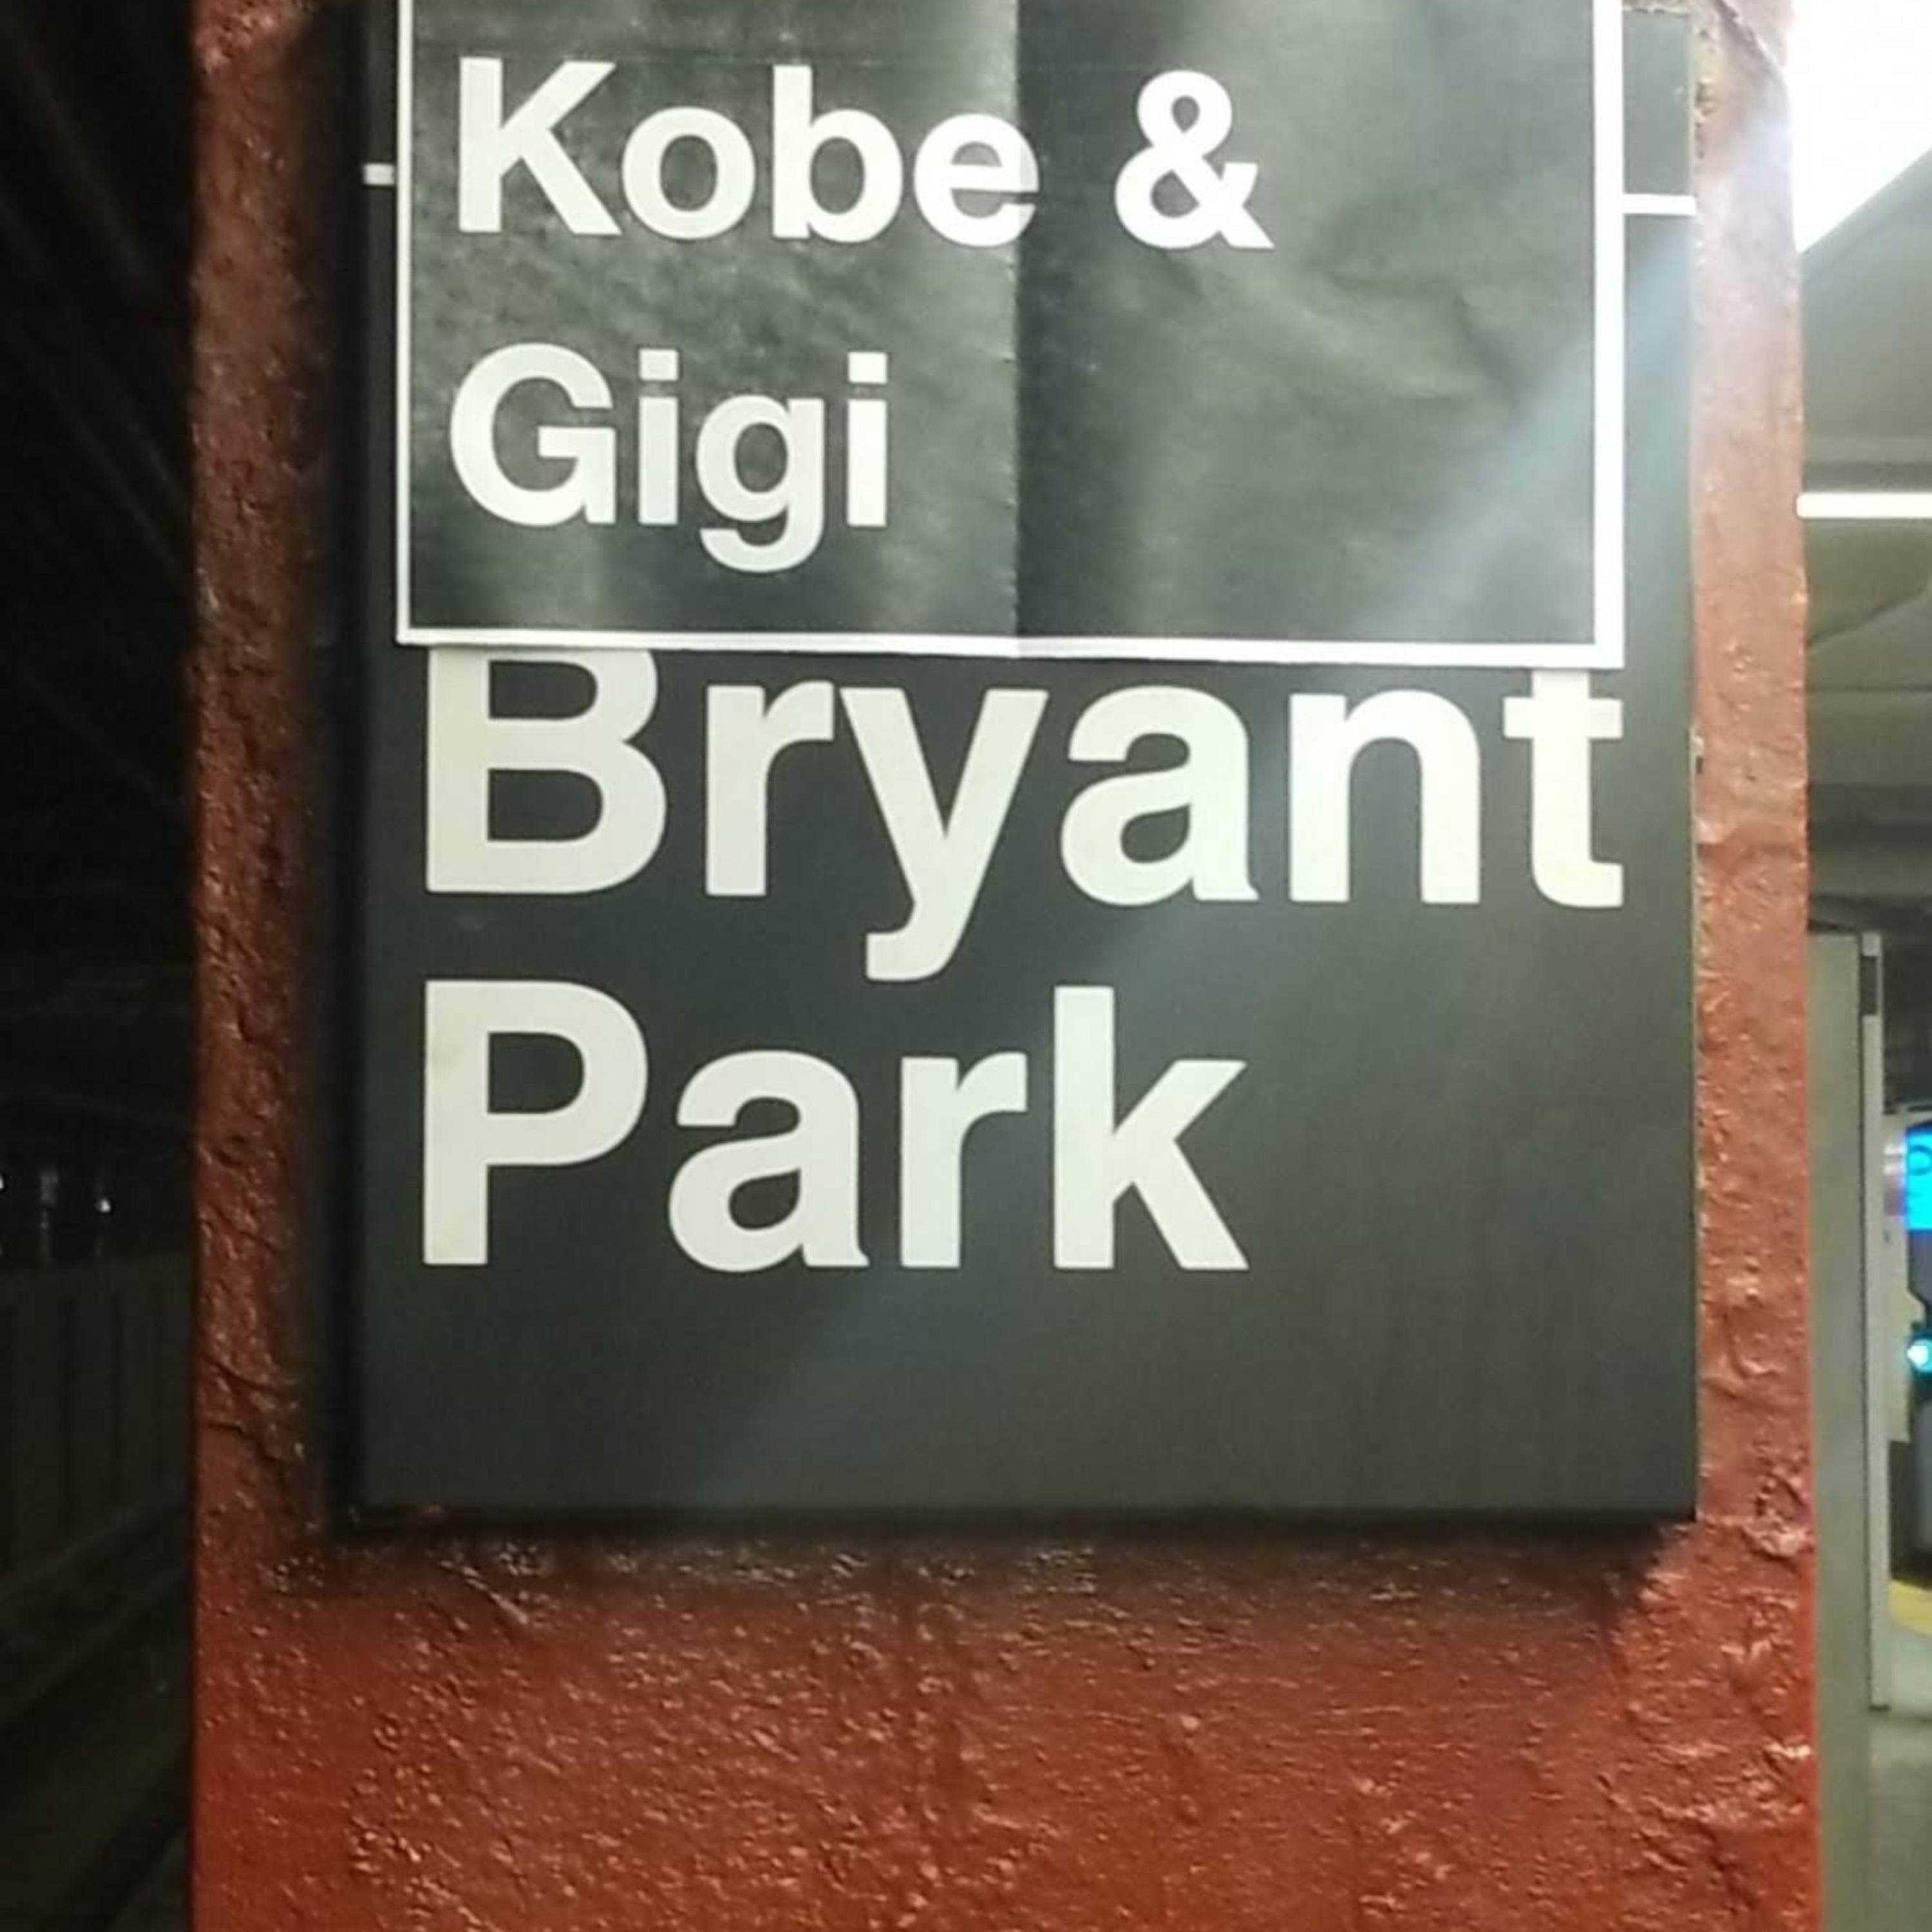 Kobe &
Gigi
Bryant
Park